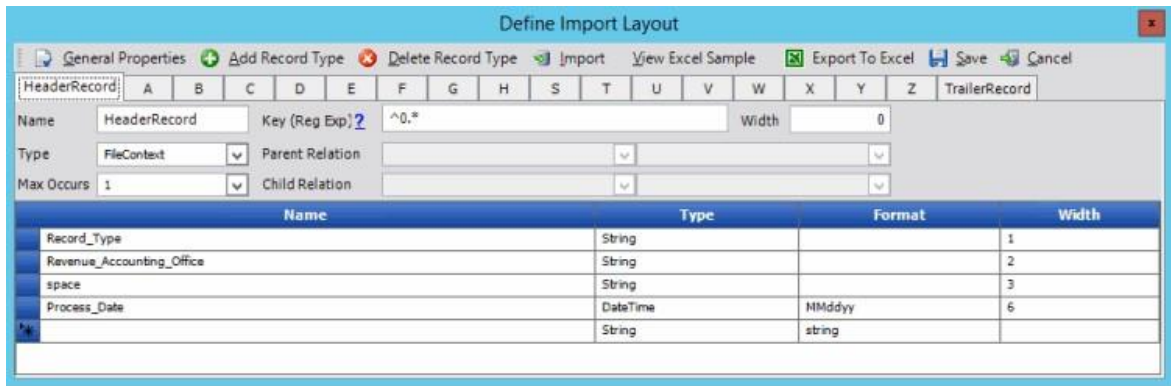 Define Import Layout
x
General Properties Add Record Type Delete Record Type Import View Excel Sample Export To Excel Save Cancel
HeaderRecord A B C D E F G H S T U V W X Y Z TrailerRecord
Name HeaderRecord Key (Reg Exp)? ^0.* Width 0
Type FileContext Parent Relation
Max Occurs 1 Child Relation
Name Type Format Width
Record_Type String 1
Revenue_Accounting_Office String 2
space String 3
Process_Date DateTime MMddyy 6
String string